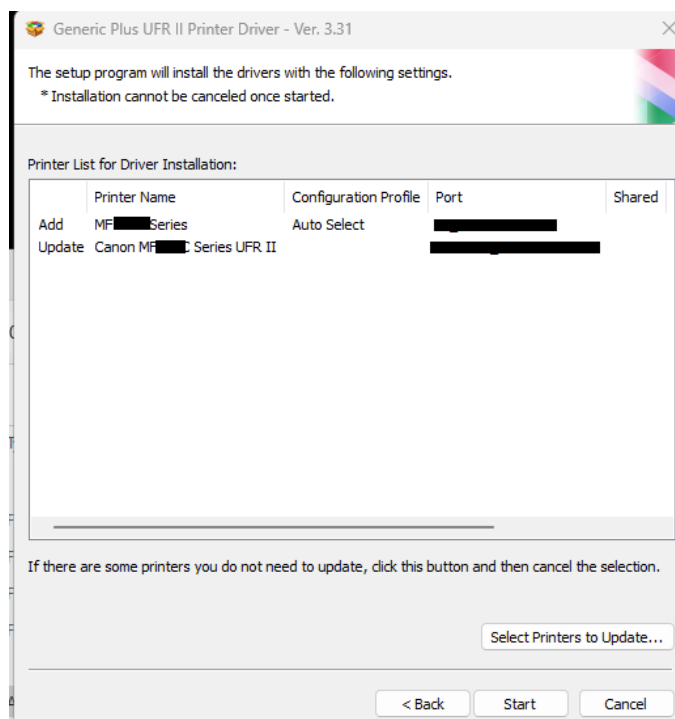 Generic Plus UFR II Printer Driver - Ver. 3.31
The setup program will install the drivers with the following settings.
* Installation cannot be canceled once started.
Printer List for Driver Installation:
Printer Name Configuration Profile Port Shared
Add MF Series Auto Select
Update Canon MF C Series UFR II
If there are some printers you do not need to update, click this button and then cancel the selection.
Select Printers to Update...
< Back Start Cancel